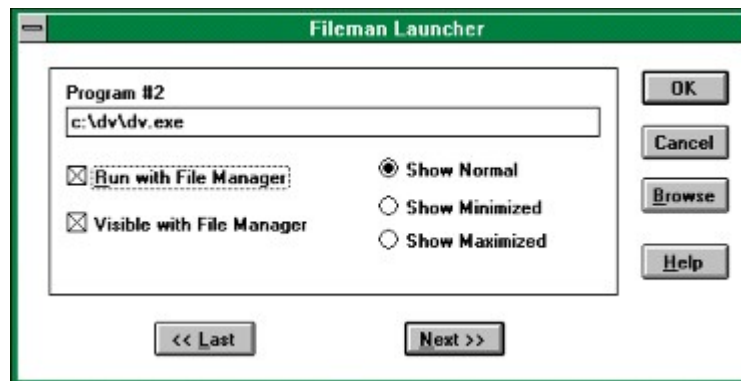 Fileman Launcher
Program #2
c:\dv\dv.exe
Run with File Manager
Visible with File Manager
Show Normal
Show Minimized
Show Maximized
OK
Cancel
Browse
Help
<< Last
Next >>